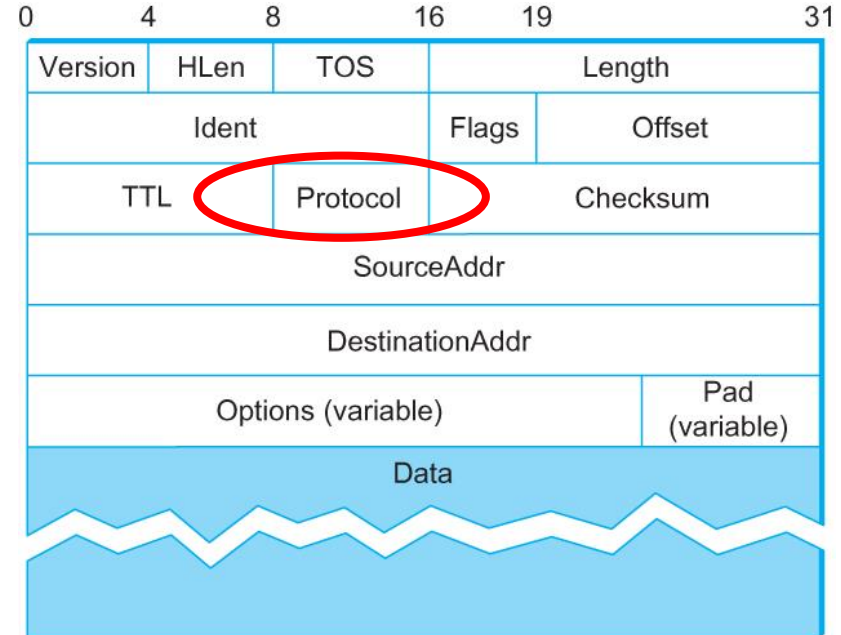 0 4 8 16 19 31
Version HLen TOS Length
Ident Flags Offset
TTL Protocol Checksum
SourceAddr
DestinationAddr
Options (variable) Pad
(variable)
Data